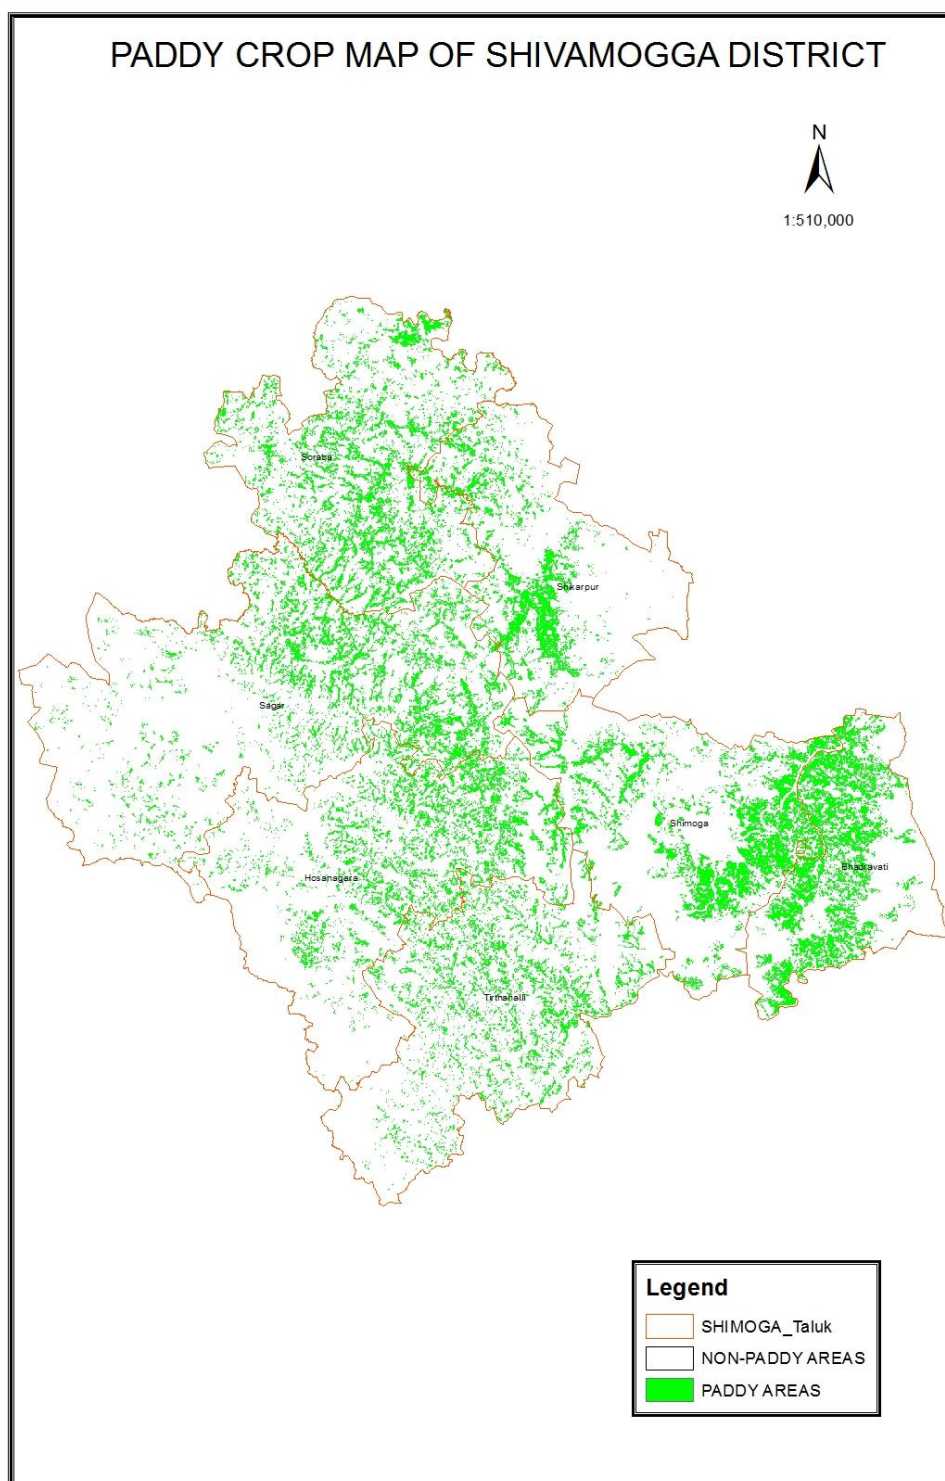 PADDY CROP MAP OF SHIVAMOGGA DISTRICT
N
1:510,000
Soraba
Shikarpur
Sagar
Shimoga
Bhadravati
Hosanagara
Tirthahalli
Legend
SHIMOGA_Taluk
NON-PADDY AREAS
PADDY AREAS